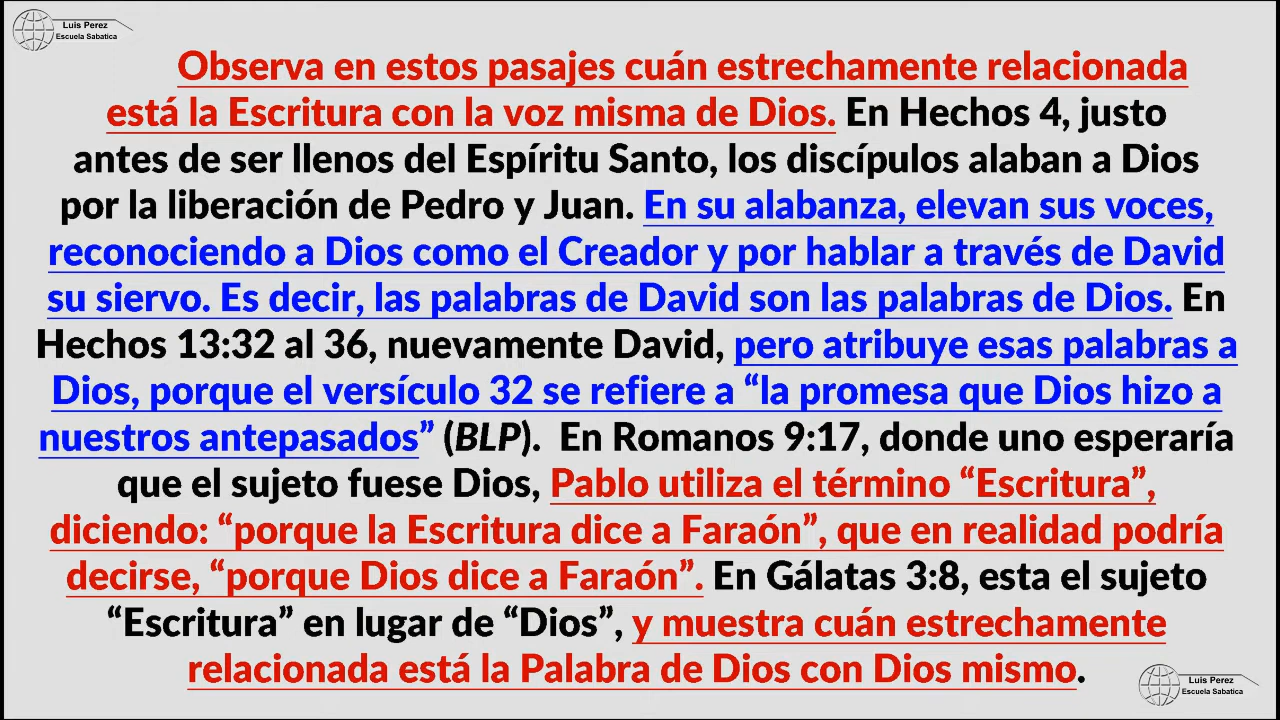 Luis Perez
Escuela Sabatica
Observa en estos pasajes cuán estrechamente relacionada
está la Escritura con la voz misma de Dios. En Hechos 4, justo
antes de ser llenos del Espíritu Santo, los discípulos alaban a Dios
por la liberación de Pedro y Juan. En su alabanza, elevan sus voces,
reconociendo a Dios como el Creador y por hablar a través de David
su siervo. Es decir, las palabras de David son las palabras de Dios. En
Hechos 13:32 al 36, nuevamente David, pero atribuye esas palabras a
Dios, porque el versículo 32 se refiere a “la promesa que Dios hizo a
nuestros antepasados” (BLP).  En Romanos 9:17, donde uno esperaría
que el sujeto fuese Dios, Pablo utiliza el término “Escritura”,
diciendo: “porque la Escritura dice a Faraón”, que en realidad podría
decirse, “porque Dios dice a Faraón”. En Gálatas 3:8, esta el sujeto
“Escritura” en lugar de “Dios”, y muestra cuán estrechamente
relacionada está la Palabra de Dios con Dios mismo.
Luis Perez
Escuela Sabatica